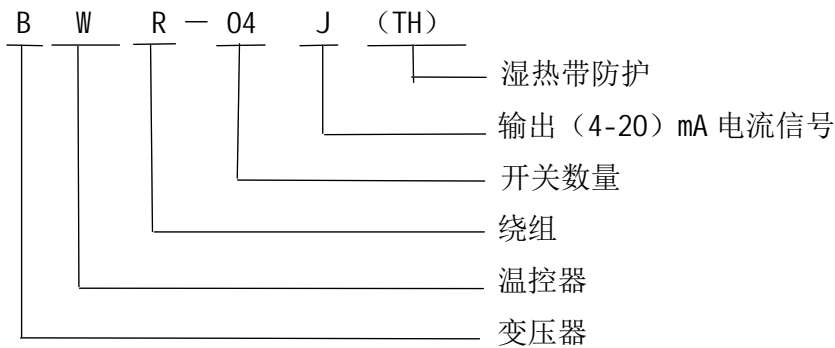 B W R － 04 J （TH）
湿热带防护
输出（4-20）mA 电流信号
开关数量
绕组
温控器
变压器